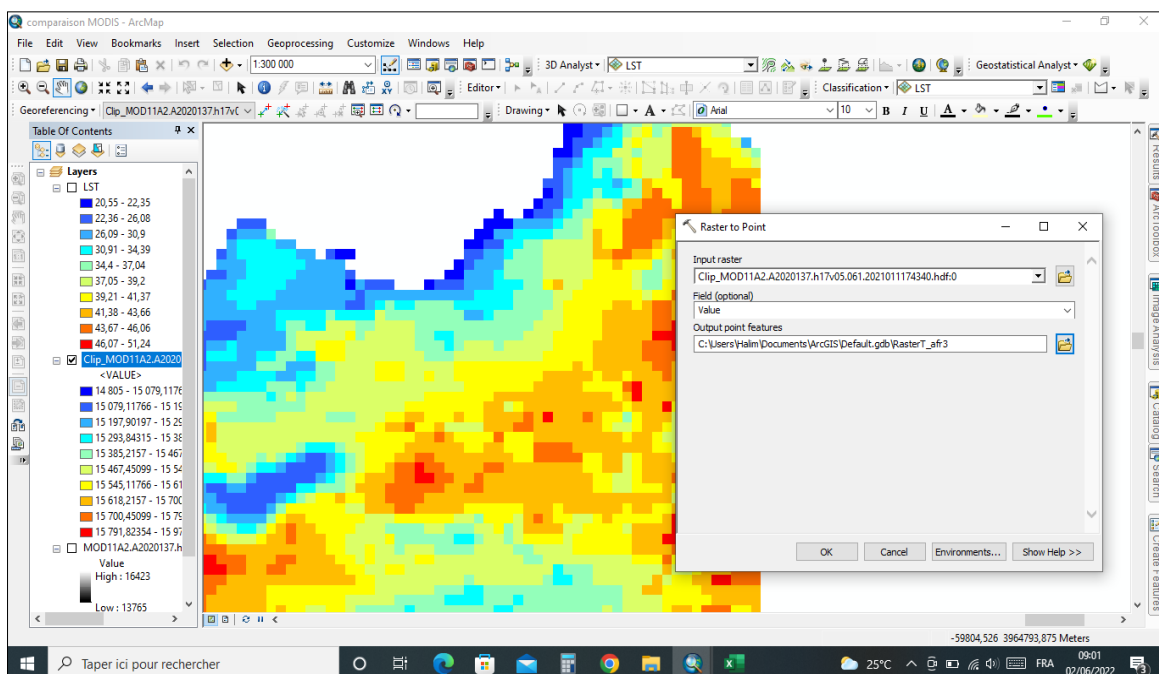 comparaison MODIS - ArcMap
File Edit View Bookmarks Insert Selection Geoprocessing Customize Windows Help
1:300 000
3D Analyst
LST
Geostatistical Analyst
Editor
Classification
LST
Georeferencing
Clip_MOD11A2.A2020137.h17v(
Drawing
A
Arial
10
B I U A
Table Of Contents
Layers
LST
20,55 - 22,35
22,36 - 26,08
26,09 - 30,9
30,91 - 34,39
34,4 - 37,04
37,05 - 39,2
39,21 - 41,37
41,38 - 43,66
43,67 - 46,06
46,07 - 51,24
Clip_MOD11A2.A2020
<VALUE>
14 805 - 15 079,1176
15 079,11766 - 15 19
15 197,90197 - 15 29
15 293,84315 - 15 38
15 385,2157 - 15 467
15 467,45099 - 15 54
15 545,11766 - 15 61
15 618,2157 - 15 700
15 700,45099 - 15 79
15 791,82354 - 15 97
MOD11A2.A2020137.h
Value
High : 16423
Low : 13765
Raster to Point
Input raster
Clip_MOD11A2.A2020137.h17v05.061.2021011174340.hdf:0
Field (optional)
Value
Output point features
C:\Users\Halim\Documents\ArcGIS\Default.gdb\RasterT_afr3
OK Cancel Environments... Show Help >>
Results
ArcToolbox
Image Analysis
Catalog
Search
Create Features
-59804,526 3964793,875 Meters
Taper ici pour rechercher
25°C
FRA
09:01
02/06/2022
3